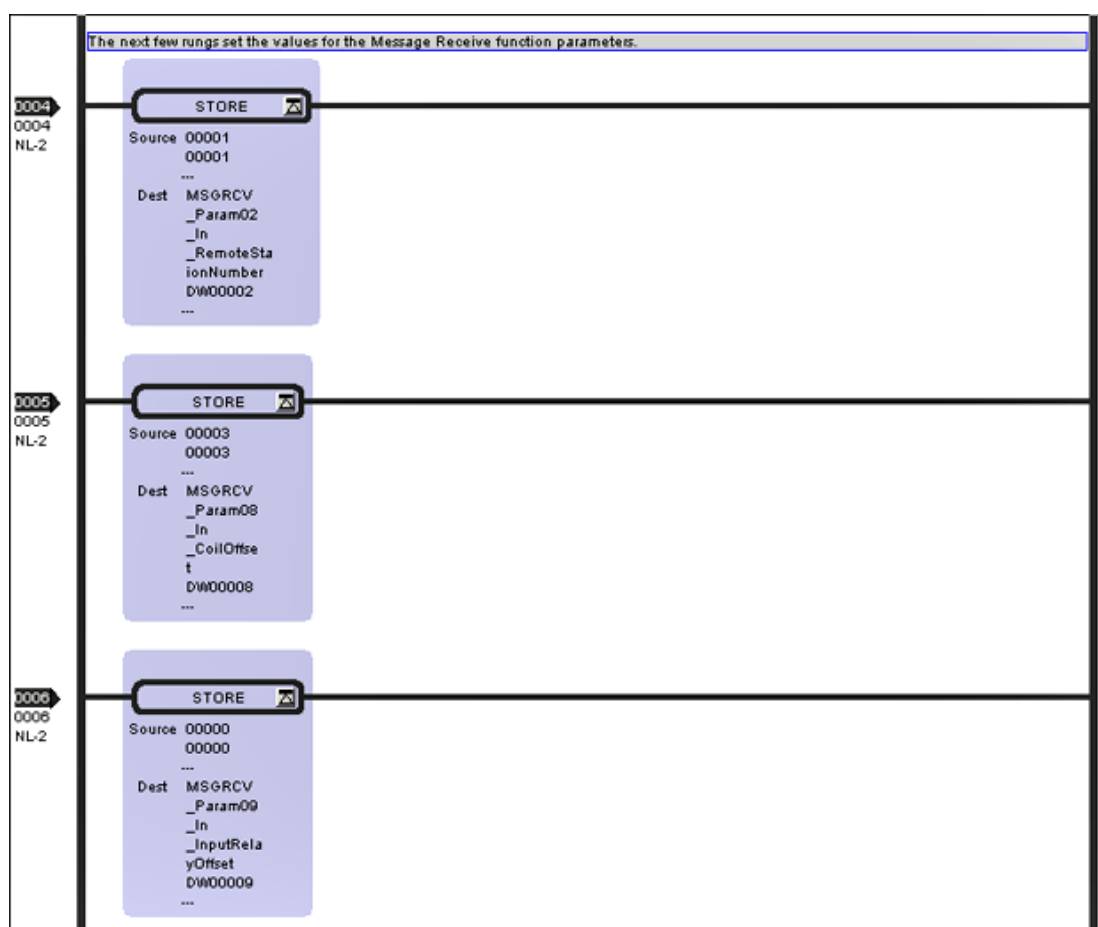 The next few rungs set the values for the Message Receive function parameters.
0004
0004
NL-2
STORE
Source 00001
00001
...
Dest MSGRCV
_Param02
_In
_RemoteSta
ionNumber
DW00002
...
0005
0005
NL-2
STORE
Source 00003
00003
...
Dest MSGRCV
_Param08
_In
_CoilOffse
t
DW00008
...
0006
0006
NL-2
STORE
Source 00000
00000
...
Dest MSGRCV
_Param09
_In
_InputRela
yOffset
DW00009
...